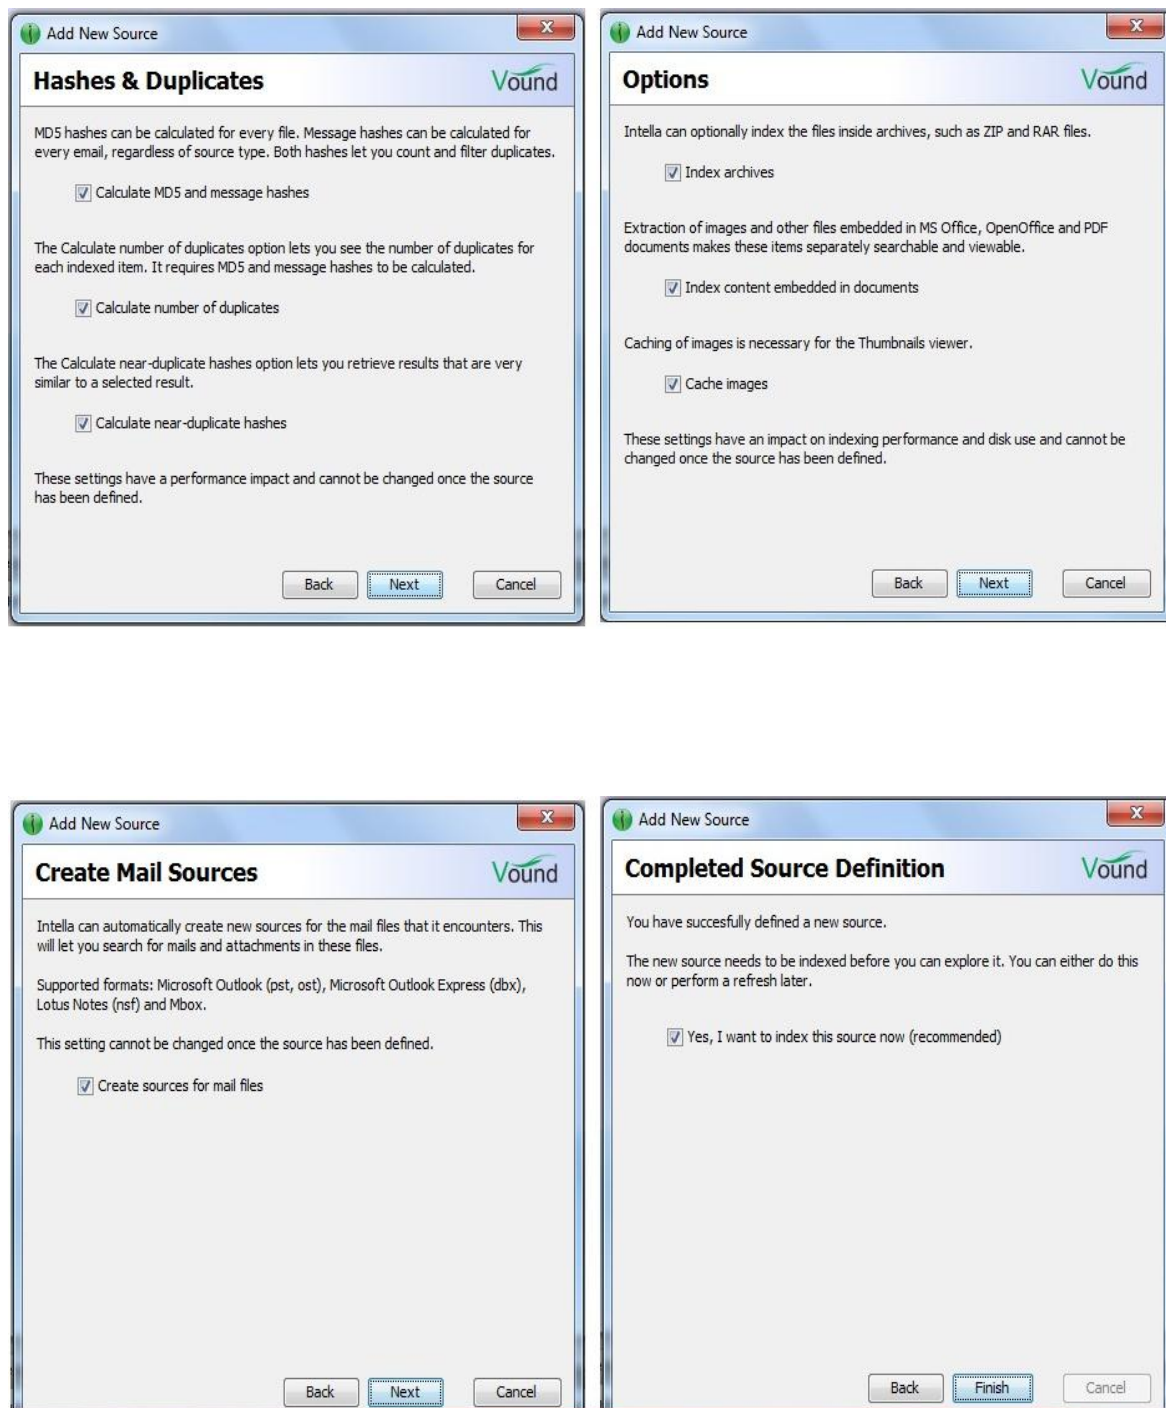 Add New Source
Hashes & Duplicates
Vound
MD5 hashes can be calculated for every file. Message hashes can be calculated for
every email, regardless of source type. Both hashes let you count and filter duplicates.
Calculate MD5 and message hashes
The Calculate number of duplicates option lets you see the number of duplicates for
each indexed item. It requires MD5 and message hashes to be calculated.
Calculate number of duplicates
The Calculate near-duplicate hashes option lets you retrieve results that are very
similar to a selected result.
Calculate near-duplicate hashes
These settings have a performance impact and cannot be changed once the source
has been defined.
Back Next Cancel
Add New Source
Options
Vound
Intella can optionally index the files inside archives, such as ZIP and RAR files.
Index archives
Extraction of images and other files embedded in MS Office, OpenOffice and PDF
documents makes these items separately searchable and viewable.
Index content embedded in documents
Caching of images is necessary for the Thumbnails viewer.
Cache images
These settings have an impact on indexing performance and disk use and cannot be
changed once the source has been defined.
Back Next Cancel
Add New Source
Create Mail Sources
Vound
Intella can automatically create new sources for the mail files that it encounters. This
will let you search for mails and attachments in these files.
Supported formats: Microsoft Outlook (pst, ost), Microsoft Outlook Express (dbx),
Lotus Notes (nsf) and Mbox.
This setting cannot be changed once the source has been defined.
Create sources for mail files
Back Next Cancel
Add New Source
Completed Source Definition
Vound
You have succesfully defined a new source.
The new source needs to be indexed before you can explore it. You can either do this
now or perform a refresh later.
Yes, I want to index this source now (recommended)
Back Finish Cancel